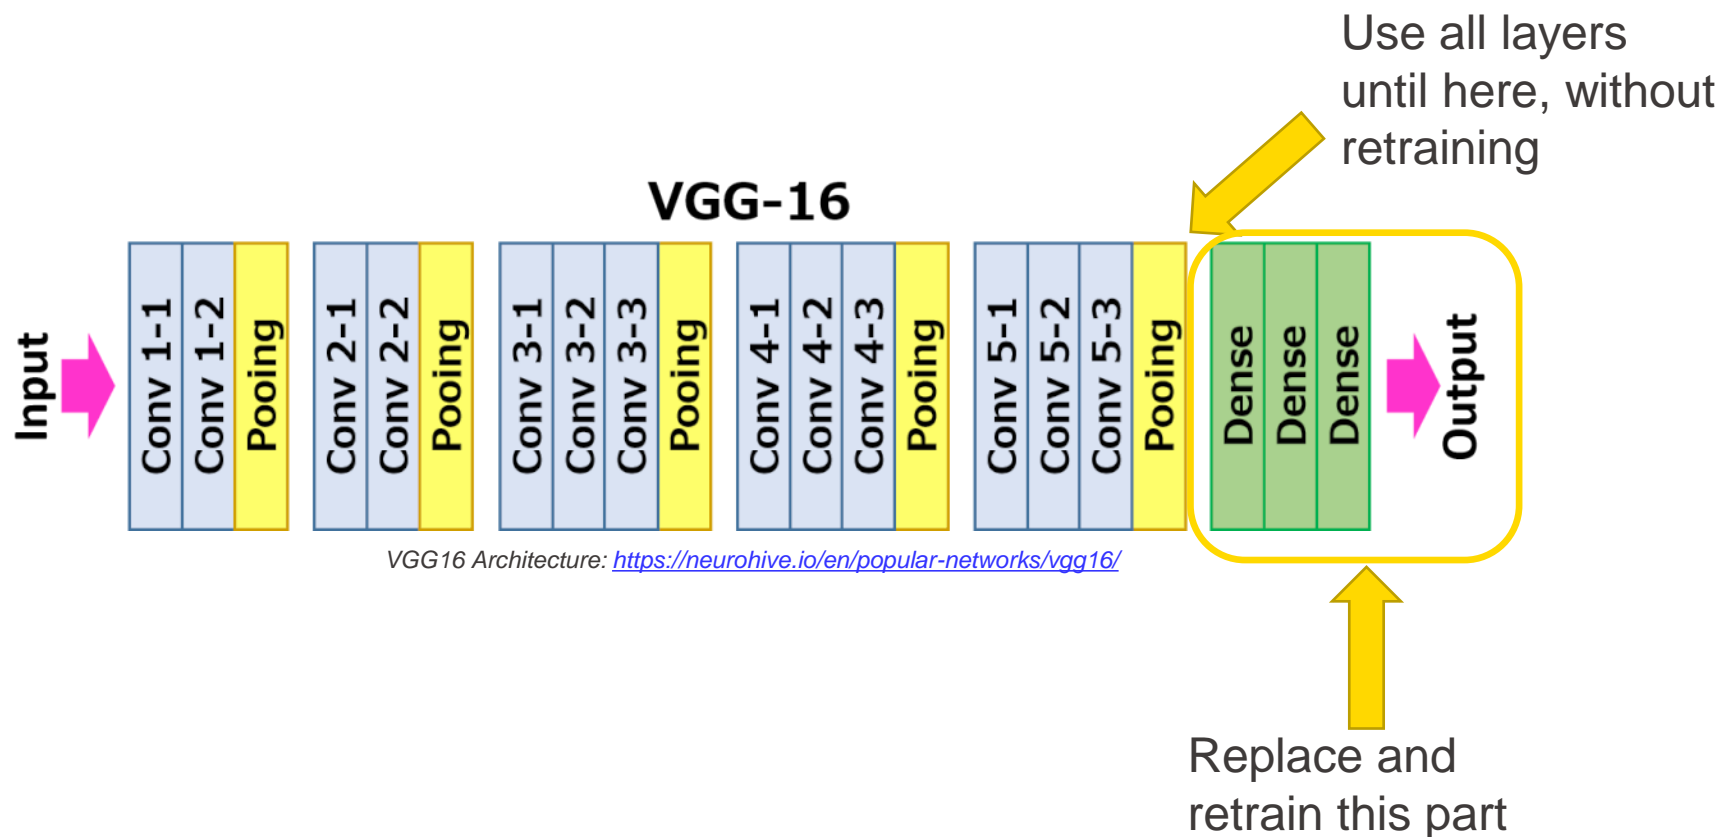 Use all layers
until here, without
retraining
VGG-16
Input
Conv 1-1
Conv 1-2
Pooing
Conv 2-1
Conv 2-2
Pooing
Conv 3-1
Conv 3-2
Conv 3-3
Pooing
Conv 4-1
Conv 4-2
Conv 4-3
Pooing
Conv 5-1
Conv 5-2
Conv 5-3
Pooing
Dense
Dense
Dense
Output
VGG16 Architecture: https://neurohive.io/en/popular-networks/vgg16/
Replace and
retrain this part